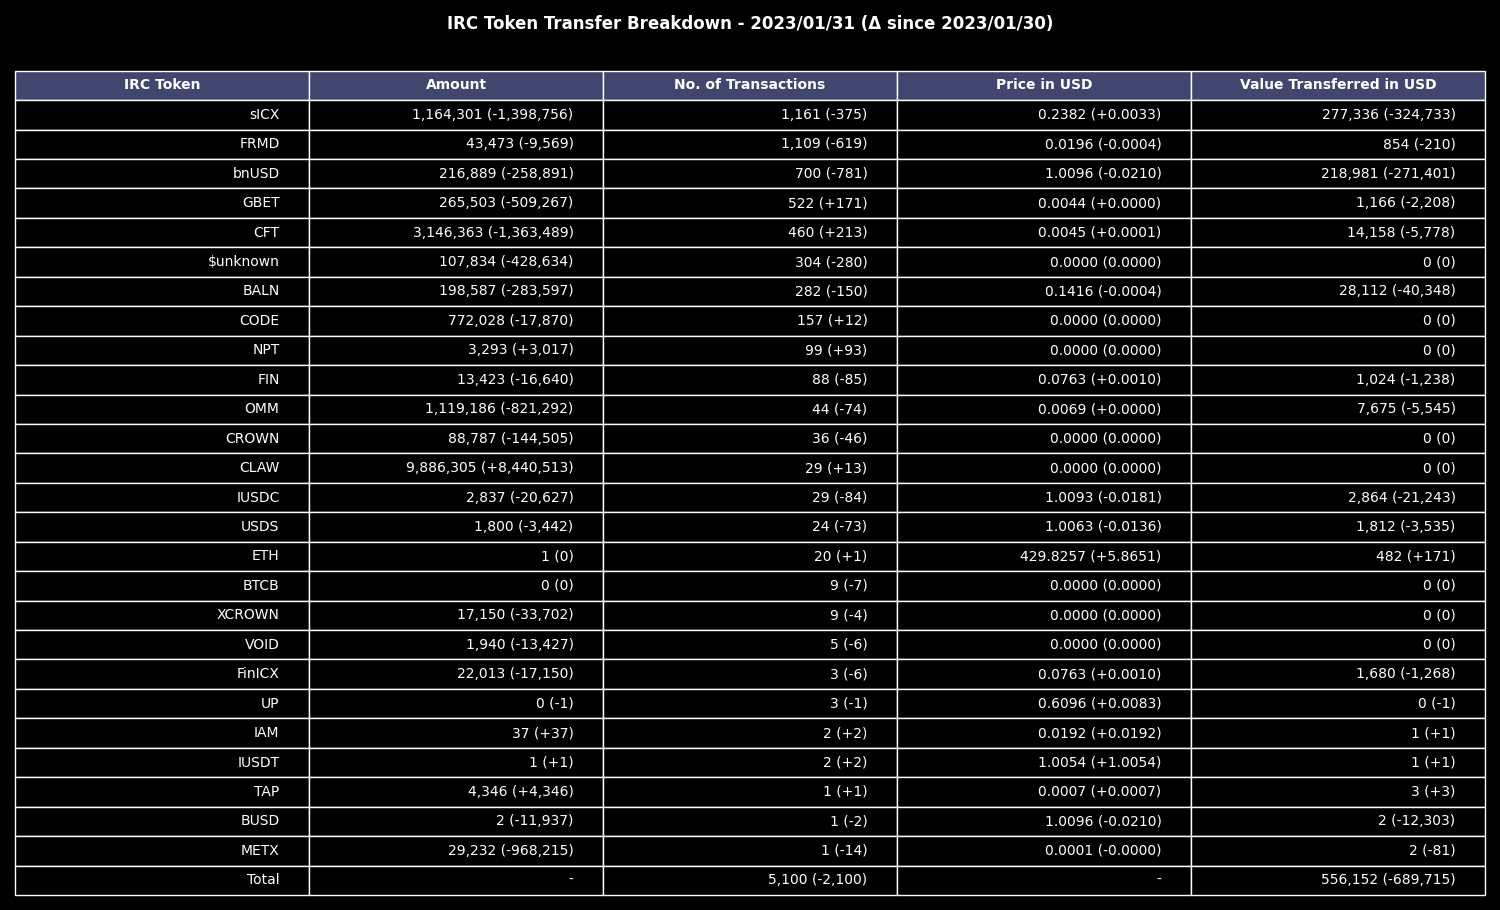 IRC Token Transfer Breakdown - 2023/01/31 (Δ since 2023/01/30)
IRC Token Amount No. of Transactions Price in USD Value Transferred in USD
sICX 1,164,301 (-1,398,756) 1,161 (-375) 0.2382 (+0.0033) 277,336 (-324,733)
FRMD 43,473 (-9,569) 1,109 (-619) 0.0196 (-0.0004) 854 (-210)
bnUSD 216,889 (-258,891) 700 (-781) 1.0096 (-0.0210) 218,981 (-271,401)
GBET 265,503 (-509,267) 522 (+171) 0.0044 (+0.0000) 1,166 (-2,208)
CFT 3,146,363 (-1,363,489) 460 (+213) 0.0045 (+0.0001) 14,158 (-5,778)
$unknown 107,834 (-428,634) 304 (-280) 0.0000 (0.0000) 0 (0)
BALN 198,587 (-283,597) 282 (-150) 0.1416 (-0.0004) 28,112 (-40,348)
CODE 772,028 (-17,870) 157 (+12) 0.0000 (0.0000) 0 (0)
NPT 3,293 (+3,017) 99 (+93) 0.0000 (0.0000) 0 (0)
FIN 13,423 (-16,640) 88 (-85) 0.0763 (+0.0010) 1,024 (-1,238)
OMM 1,119,186 (-821,292) 44 (-74) 0.0069 (+0.0000) 7,675 (-5,545)
CROWN 88,787 (-144,505) 36 (-46) 0.0000 (0.0000) 0 (0)
CLAW 9,886,305 (+8,440,513) 29 (+13) 0.0000 (0.0000) 0 (0)
IUSDC 2,837 (-20,627) 29 (-84) 1.0093 (-0.0181) 2,864 (-21,243)
USDS 1,800 (-3,442) 24 (-73) 1.0063 (-0.0136) 1,812 (-3,535)
ETH 1 (0) 20 (+1) 429.8257 (+5.8651) 482 (+171)
BTCB 0 (0) 9 (-7) 0.0000 (0.0000) 0 (0)
XCROWN 17,150 (-33,702) 9 (-4) 0.0000 (0.0000) 0 (0)
VOID 1,940 (-13,427) 5 (-6) 0.0000 (0.0000) 0 (0)
FinICX 22,013 (-17,150) 3 (-6) 0.0763 (+0.0010) 1,680 (-1,268)
UP 0 (-1) 3 (-1) 0.6096 (+0.0083) 0 (-1)
IAM 37 (+37) 2 (+2) 0.0192 (+0.0192) 1 (+1)
IUSDT 1 (+1) 2 (+2) 1.0054 (+1.0054) 1 (+1)
TAP 4,346 (+4,346) 1 (+1) 0.0007 (+0.0007) 3 (+3)
BUSD 2 (-11,937) 1 (-2) 1.0096 (-0.0210) 2 (-12,303)
METX 29,232 (-968,215) 1 (-14) 0.0001 (-0.0000) 2 (-81)
Total - 5,100 (-2,100) - 556,152 (-689,715)